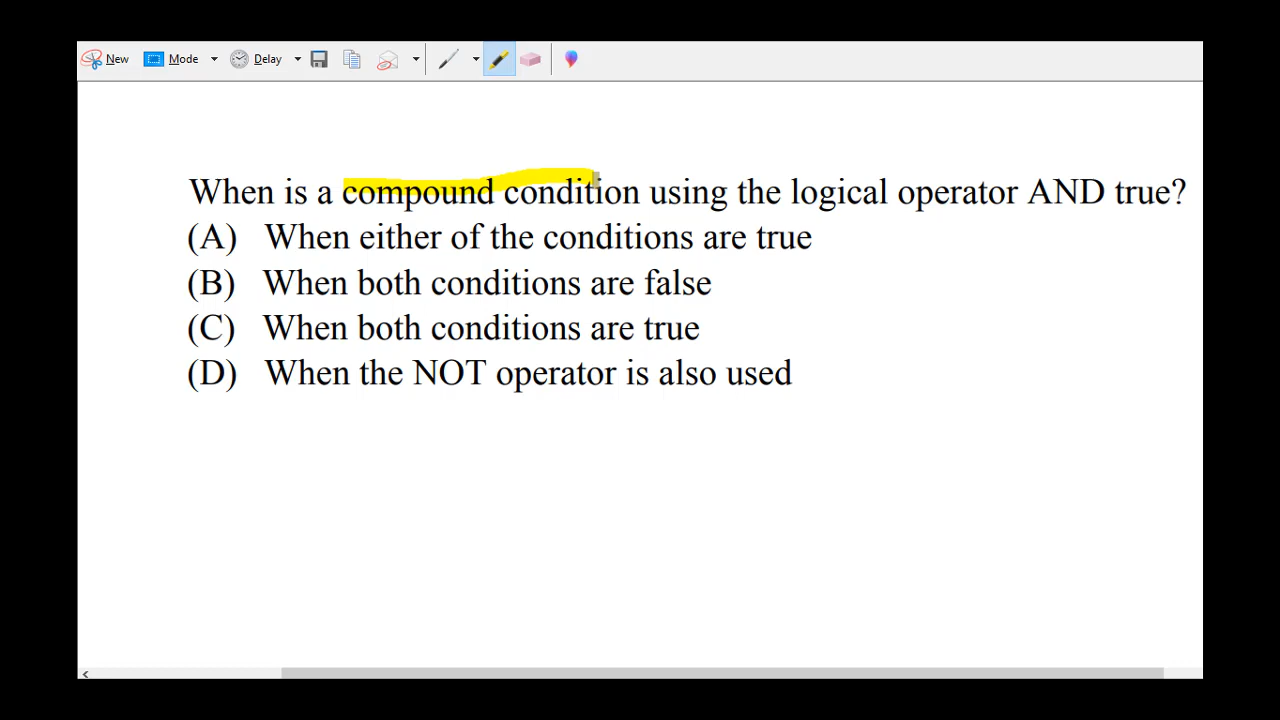 New Mode Delay
When is a compound condition using the logical operator AND true?
(A) When either of the conditions are true
(B) When both conditions are false
(C) When both conditions are true
(D) When the NOT operator is also used